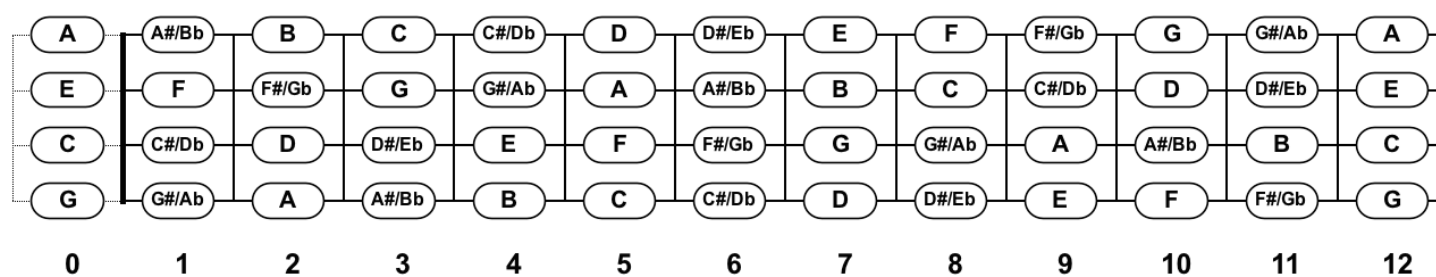 A A#/Bb B C C#/Db D D#/Eb E F F#/Gb G G#/Ab A
E F F#/Gb G G#/Ab A A#/Bb B C C#/Db D D#/Eb E
C C#/Db D D#/Eb E F F#/Gb G G#/Ab A A#/Bb B C
G G#/Ab A A#/Bb B C C#/Db D D#/Eb E F F#/Gb G
0 1 2 3 4 5 6 7 8 9 10 11 12